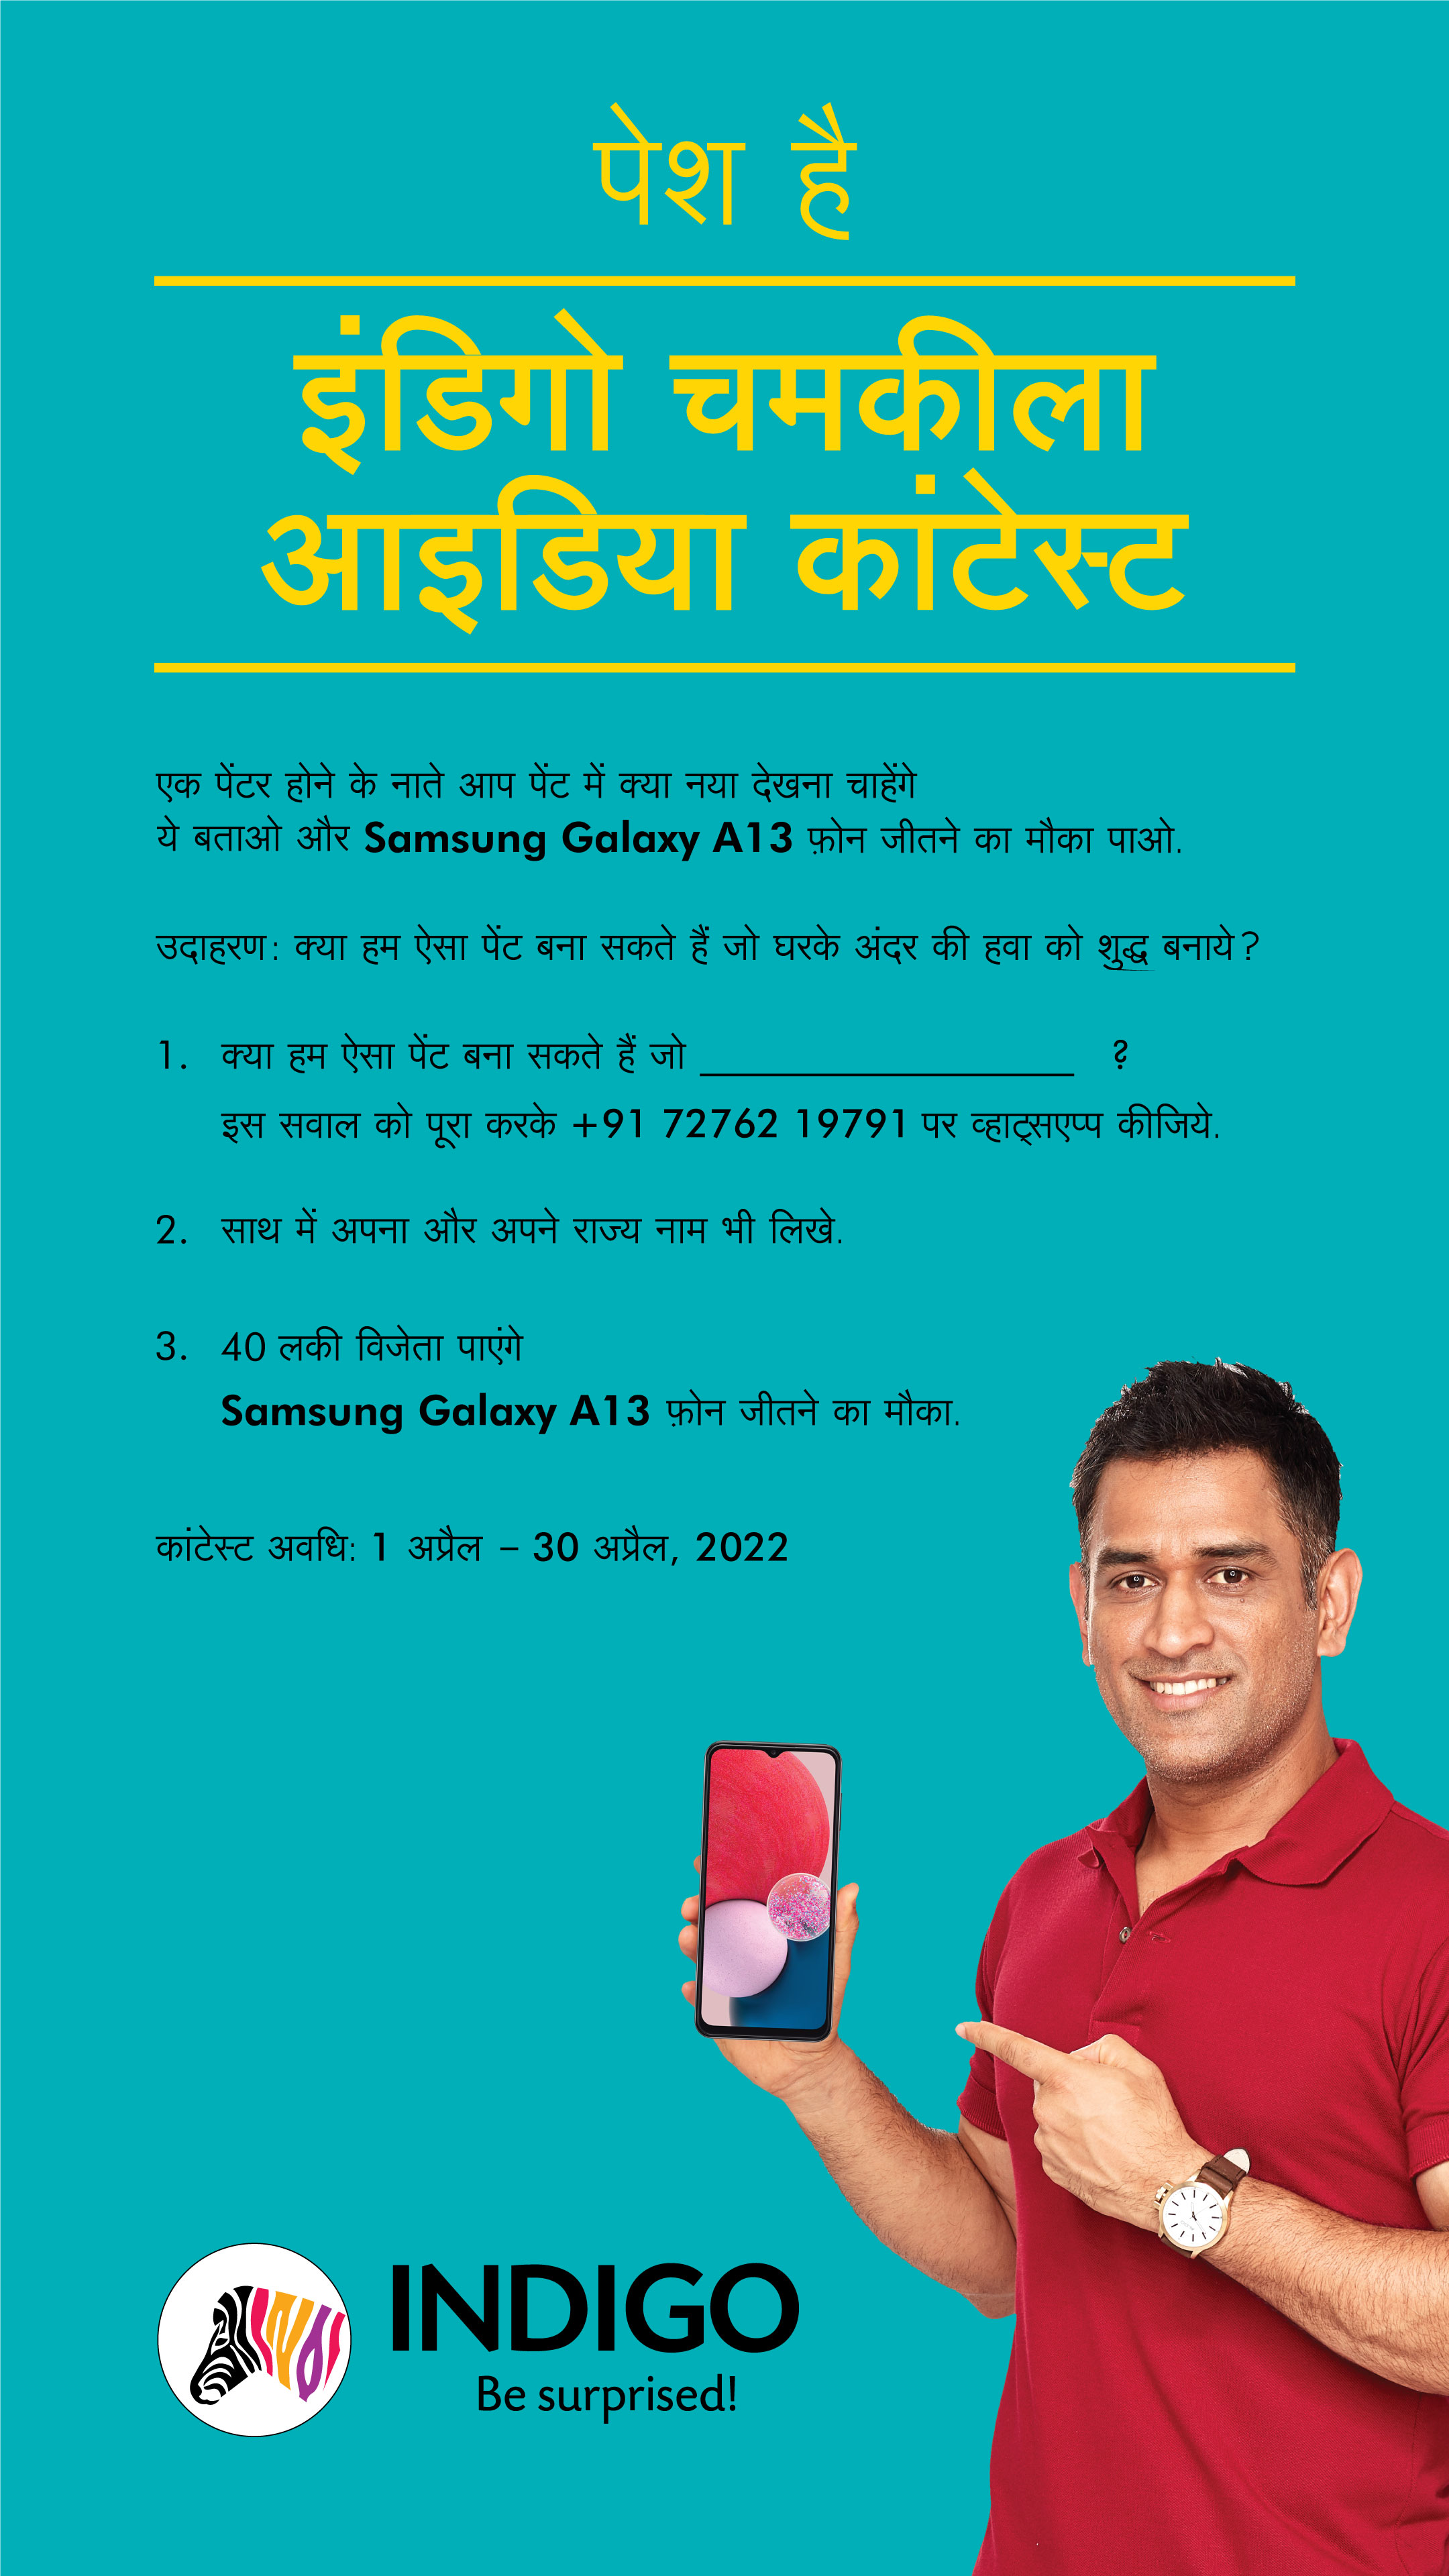 पेश है
इंडिगो चमकीला
आइडिया कांटेस्ट
एक पेंटर होने के नाते आप पेंट में क्या नया देखना चाहेंगे
ये बताओ और Samsung Galaxy A13 फ़ोन जीतने का मौका पाओ.
उदाहरण: क्या हम ऐसा पेंट बना सकते हैं जो घरके अंदर की हवा को शुद्ध बनाये?
1. क्या हम ऐसा पेंट बना सकते हैं जो ________________ ?
इस सवाल को पूरा करके +91 72762 19791 पर व्हाट्सएप्प कीजिये.
2. साथ में अपना और अपने राज्य नाम भी लिखे.
3. 40 लकी विजेता पाएंगे
Samsung Galaxy A13 फ़ोन जीतने का मौका.
कांटेस्ट अवधि: 1 अप्रैल – 30 अप्रैल, 2022
INDIGO
Be surprised!